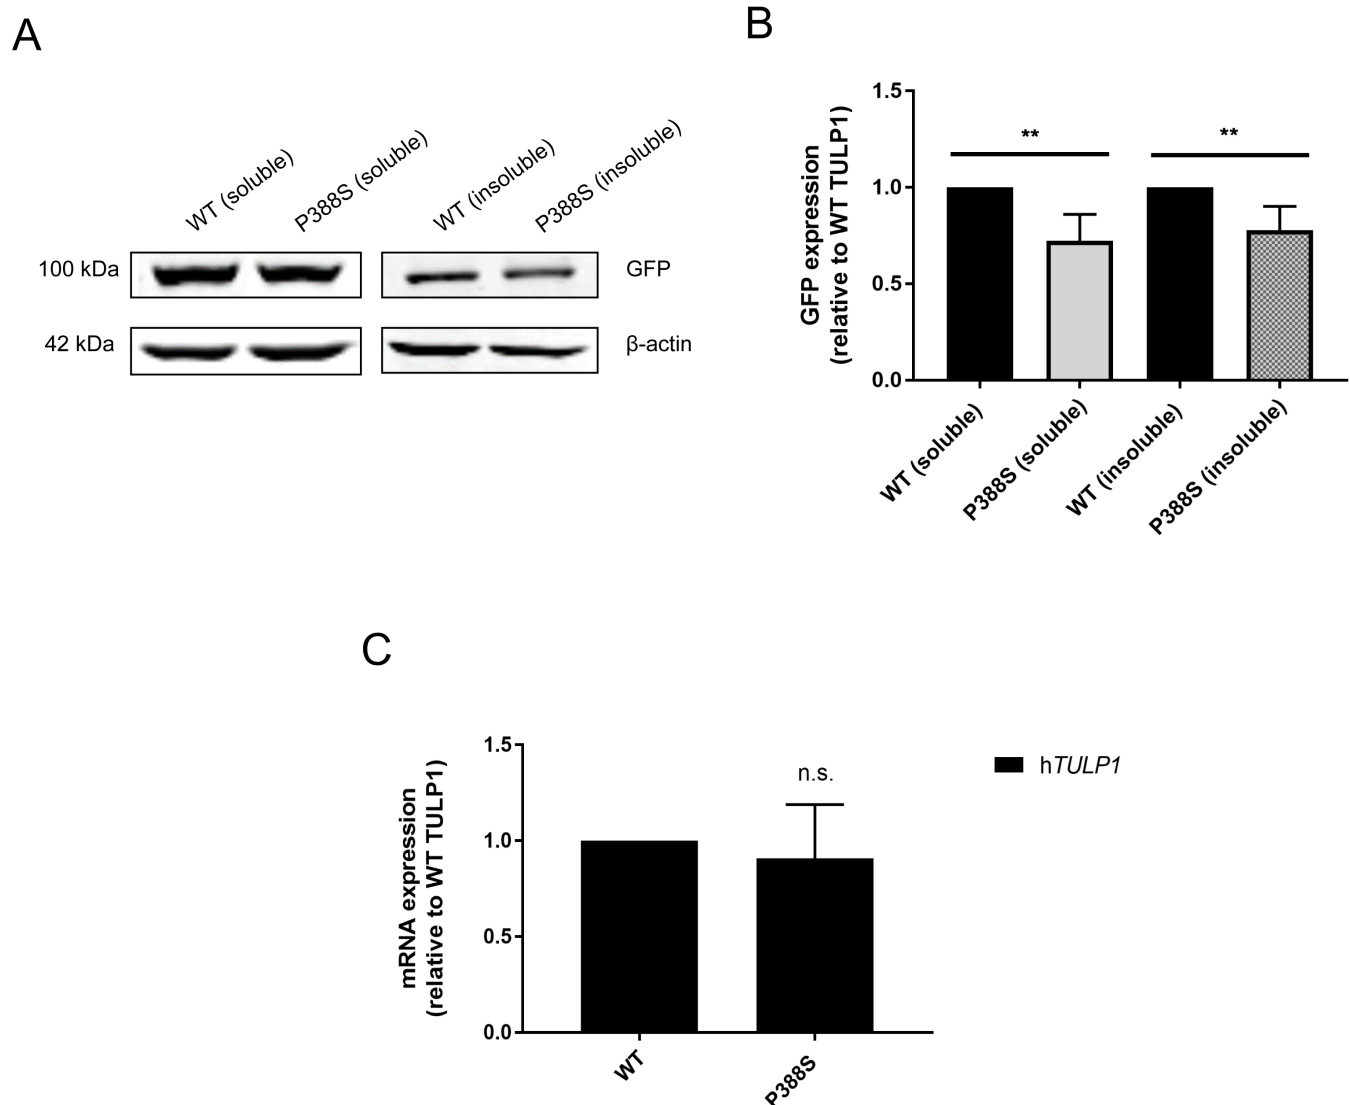 A
WT (soluble)
P388S (soluble)
WT (insoluble)
P388S (insoluble)
100 kDa
GFP
42 kDa
β-actin
B
GFP expression
(relative to WT TULP1)
1.5
1.0
0.5
0.0
**
**
WT (soluble)
P388S (soluble)
WT (insoluble)
P388S (insoluble)
C
mRNA expression
(relative to WT TULP1)
1.5
1.0
0.5
0.0
n.s.
WT
P388S
hTULP1